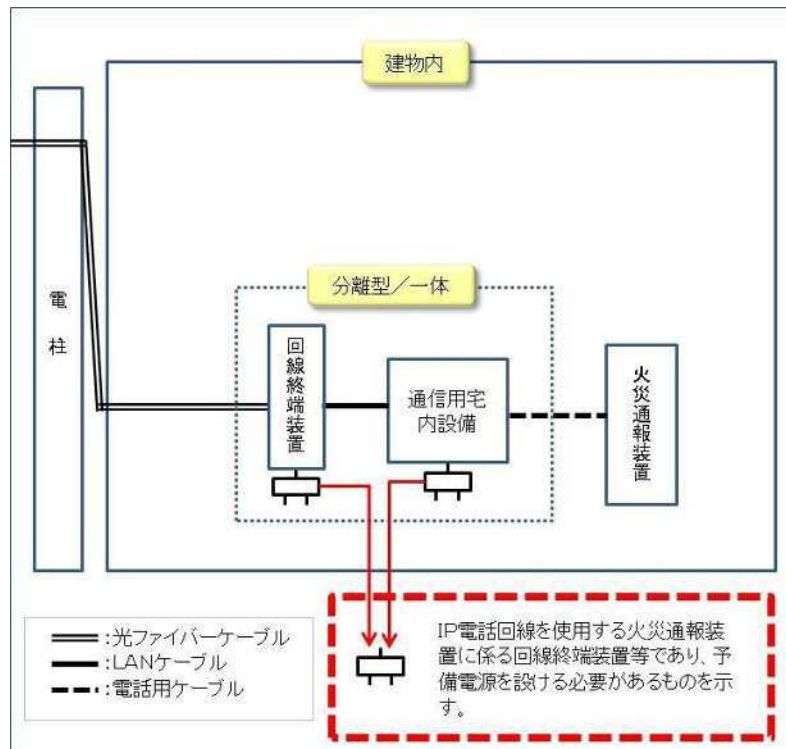 建物内
電柱
分離型/一体
回線終端装置
通信用宅
内設備
火災通報装置
:光ファイバーケーブル
:LANケーブル
:電話用ケーブル
IP電話回線を使用する火災通報装
置に係る回線終端装置等であり、予
備電源を設ける必要があるものを示
す。